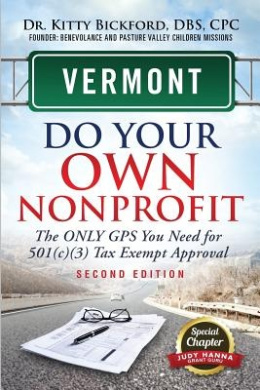 DR. KITTY BICKFORD, DBS, CPC
FOUNDER: BENEVOLANCE AND PASTURE VALLEY CHILDREN MISSIONS
VERMONT
DO YOUR
OWN
NONPROFIT
The ONLY GPS You Need for
501(c)(3) Tax Exempt Approval
SECOND EDITION
Special
Chapter
JUDY HANNA
GRANT GURU